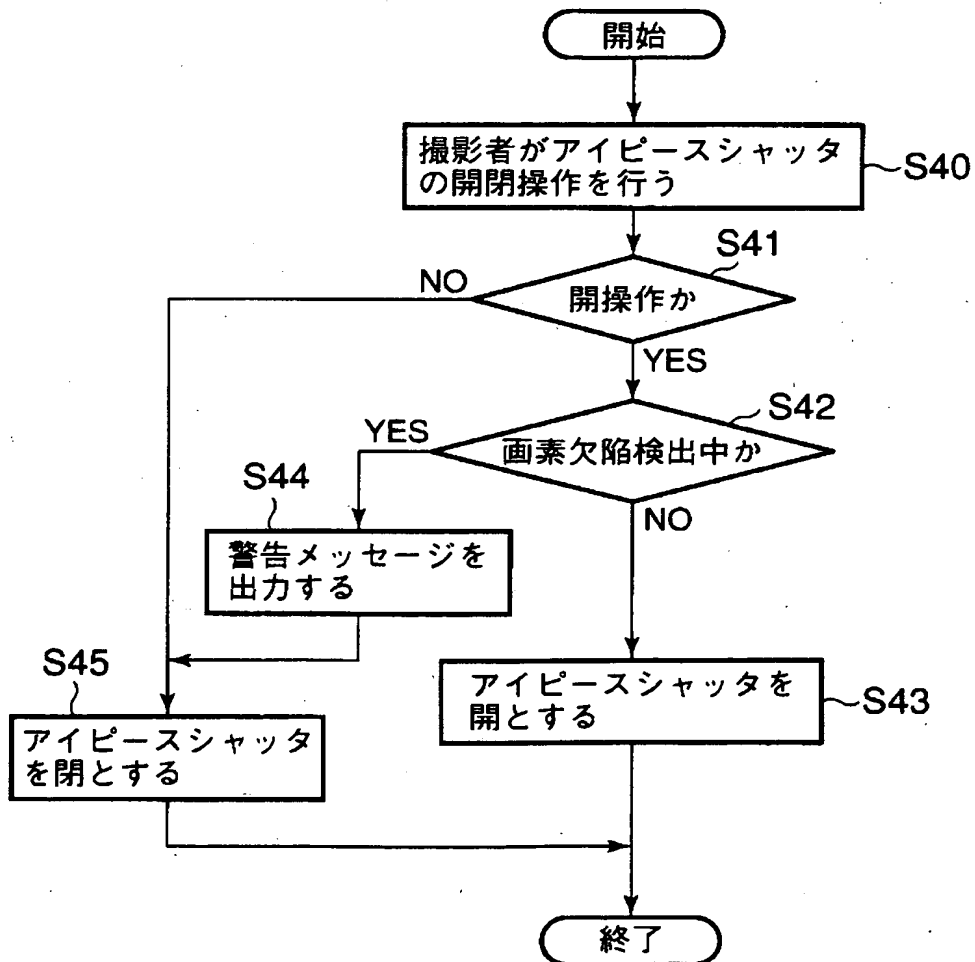 開始
撮影者がアイピースシャッタ
の開閉操作を行う
S40
S41
開操作か
NO
YES
S42
画素欠陥検出中か
YES
NO
S44
警告メッセージを
出力する
S45
アイピースシャッタ
を閉とする
アイピースシャッタを
開とする
S43
終了